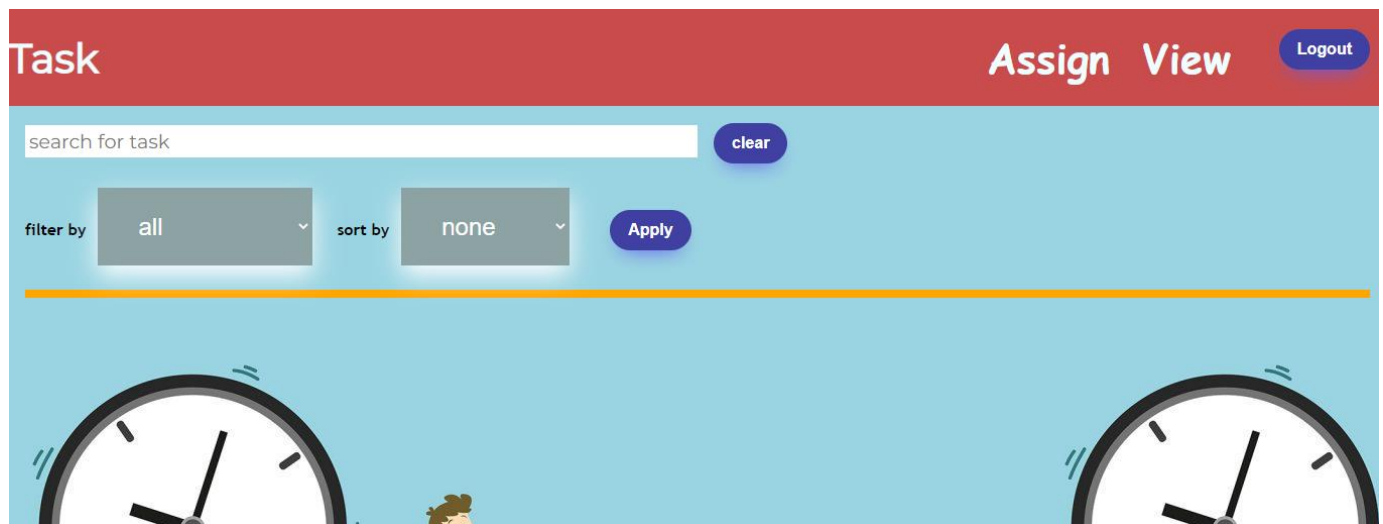 Task Assign View Logout
search for task clear
filter by all sort by none Apply